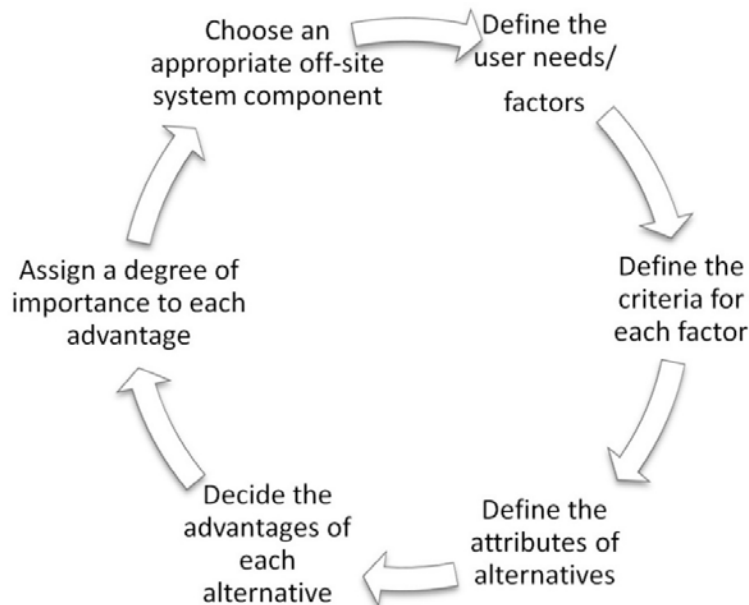 Choose an
appropriate off-site
system component
Define the
user needs/
factors
Define the
criteria for
each factor
Define the
attributes of
alternatives
Decide the
advantages of
each
alternative
Assign a degree of
importance to each
advantage